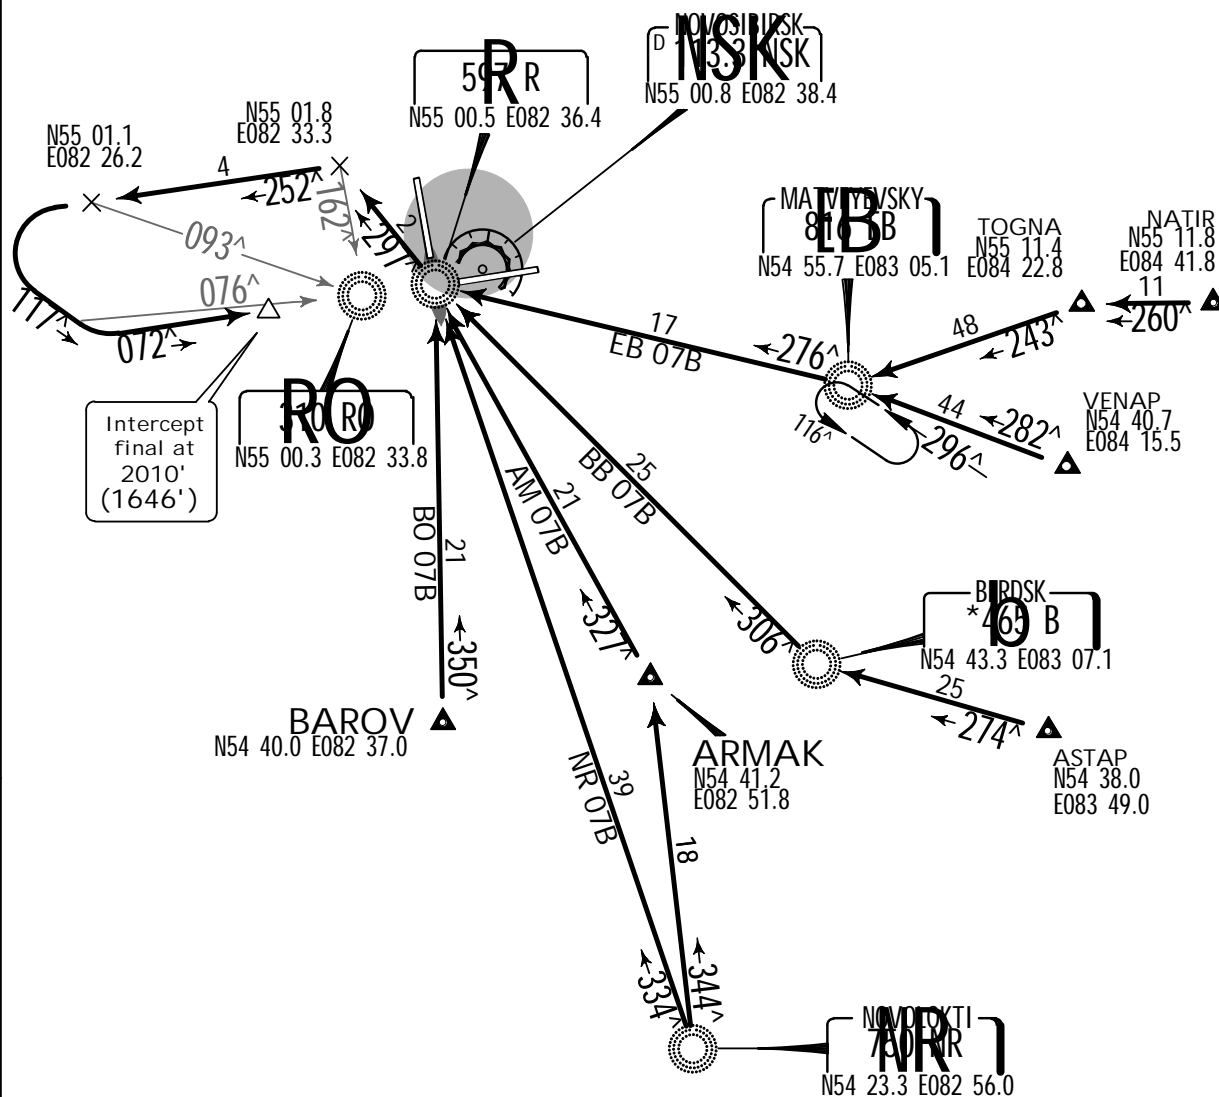 NOVOSIBIRSK
D 113.3 NSK
NSK
N55 00.8 E082 38.4
R
597 R
N55 00.5 E082 36.4
N55 01.8
E082 33.3
N55 01.1
E082 26.2
4
252^
162^
2
291^
093^
076^
117^
072^
Intercept
final at
2010'
(1646')
RO
310 RO
N55 00.3 E082 33.8
MATVEYEVSKY
816 EB
EB
N54 55.7 E083 05.1
TOGNA
N55 11.4
E084 22.8
NATIR
N55 11.8
E084 41.8
11
260^
48
243^
17
276^
EB 07B
116^
296^
44
282^
VENAP
N54 40.7
E084 15.5
25
BB 07B
21
AM 07B
21
BO 07B
350^
327^
306^
BERDSK
*465 B
b
N54 43.3 E083 07.1
25
274^
ASTAP
N54 38.0
E083 49.0
BAROV
N54 40.0 E082 37.0
ARMAK
N54 41.2
E082 51.8
39
NR 07B
18
334^
344^
NOVOLOKTI
750 NR
NR
N54 23.3 E082 56.0